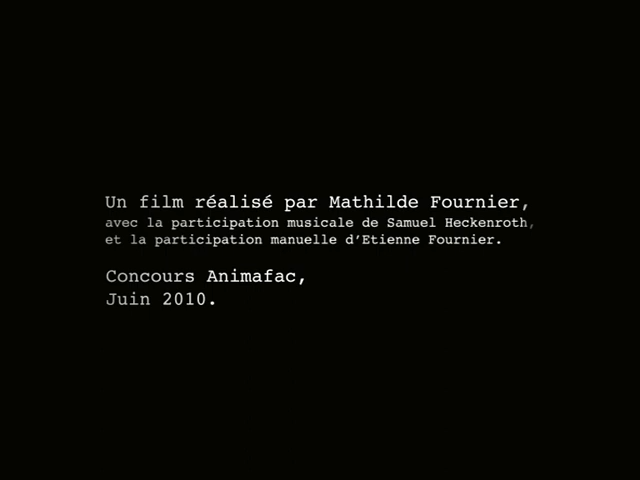 Un film réalisé par Mathilde Fournier,
avec la participation musicale de Samuel Heckenroth,
et la participation manuelle d’Etienne Fournier.
Concours Animafac,
Juin 2010.